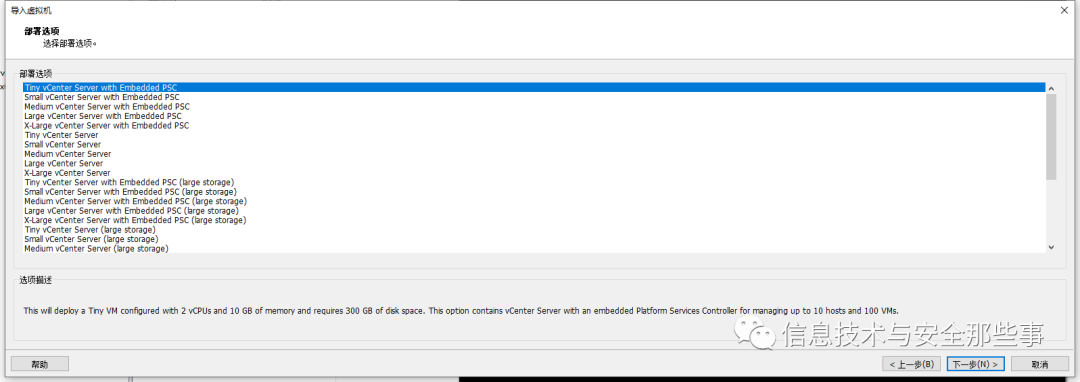 导入虚拟机
部署选项
选择部署选项。
部署选项
Tiny vCenter Server with Embedded PSC
Small vCenter Server with Embedded PSC
Medium vCenter Server with Embedded PSC
Large vCenter Server with Embedded PSC
X-Large vCenter Server with Embedded PSC
Tiny vCenter Server
Small vCenter Server
Medium vCenter Server
Large vCenter Server
X-Large vCenter Server
Tiny vCenter Server with Embedded PSC (large storage)
Small vCenter Server with Embedded PSC (large storage)
Medium vCenter Server with Embedded PSC (large storage)
Large vCenter Server with Embedded PSC (large storage)
X-Large vCenter Server with Embedded PSC (large storage)
Tiny vCenter Server (large storage)
Small vCenter Server (large storage)
Medium vCenter Server (large storage)
选项描述
This will deploy a Tiny VM configured with 2 vCPUs and 10 GB of memory and requires 300 GB of disk space. This option contains vCenter Server with an embedded Platform Services Controller for managing up to 10 hosts and 100 VMs.
信息技术与安全那些事
帮助
< 上一步(B)
下一步(N) >
取消